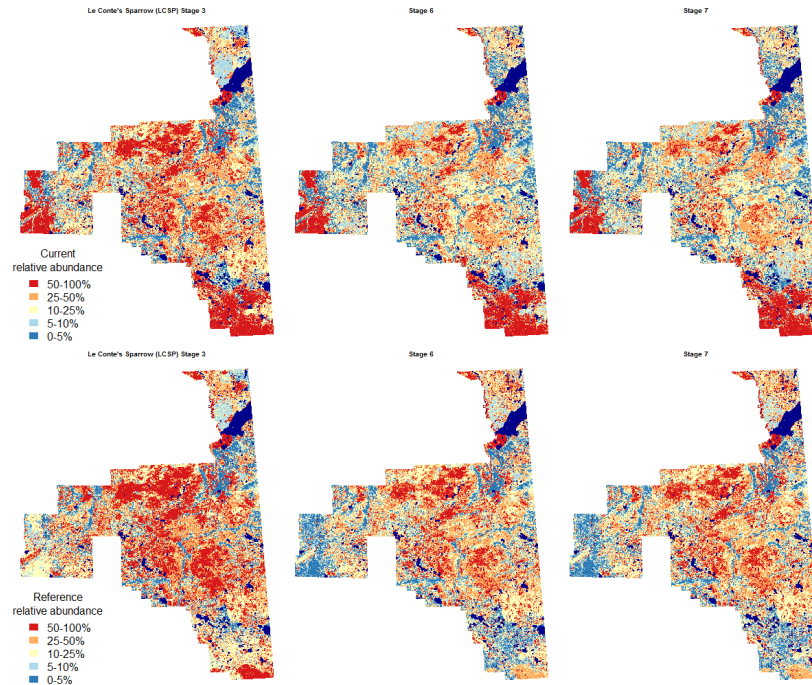 Le Conte's Sparrow (LCSP) Stage 3
Stage 6
Stage 7
Current
relative abundance
50-100%
25-50%
10-25%
5-10%
0-5%
Le Conte's Sparrow (LCSP) Stage 3
Stage 6
Stage 7
Reference
relative abundance
50-100%
25-50%
10-25%
5-10%
0-5%